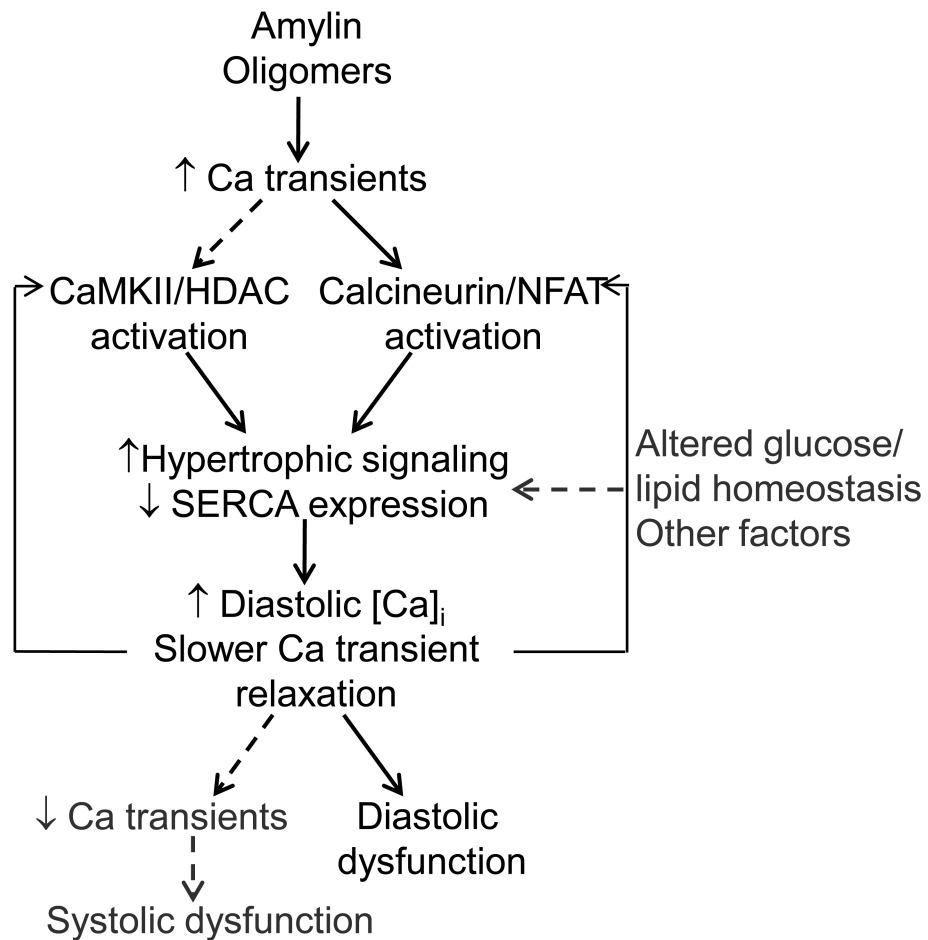 Amylin
Oligomers
↑ Ca transients
CaMKII/HDAC
activation
Calcineurin/NFAT
activation
↑Hypertrophic signaling
↓ SERCA expression
Altered glucose/
lipid homeostasis
Other factors
↑ Diastolic [Ca]i
Slower Ca transient
relaxation
↓ Ca transients
Diastolic
dysfunction
Systolic dysfunction